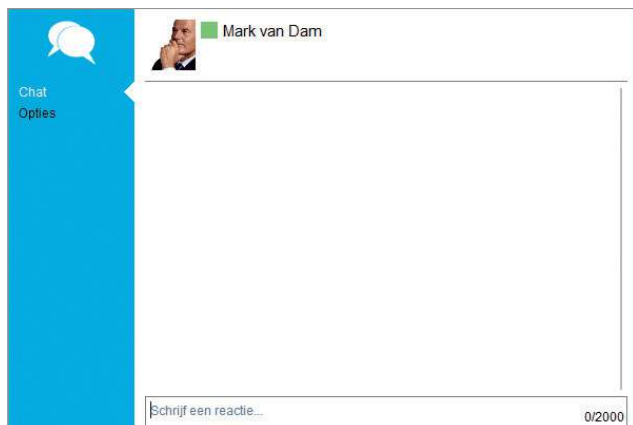 Mark van Dam
Chat
Opties
Schrijf een reactie...
0/2000